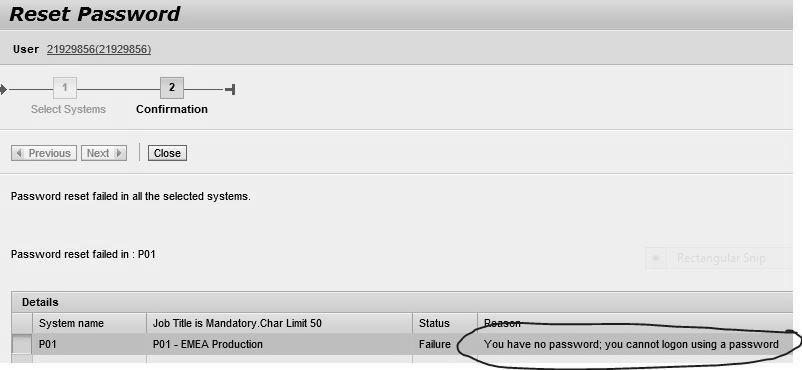 Reset Password
User 21929856(21929856)
1 2
Select Systems Confirmation
Previous Next Close
Password reset failed in all the selected systems.
Password reset failed in : P01
Rectangular Snip
Details
System name Job Title is Mandatory.Char Limit 50 Status Reason
P01 P01 - EMEA Production Failure You have no password; you cannot logon using a password